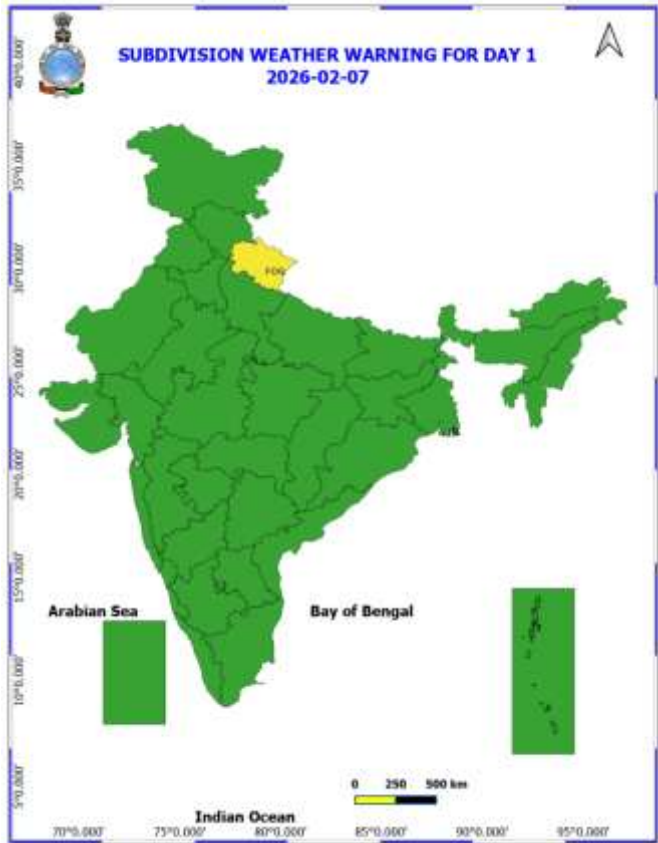 SUBDIVISION WEATHER WARNING FOR DAY 1
2026-02-07
40°0.000'
35°0.000'
30°0.000'
25°0.000'
20°0.000'
15°0.000'
10°0.000'
5°0.000'
FOG
Arabian Sea
Bay of Bengal
0 250 500 km
Indian Ocean
70°0.000' 75°0.000' 80°0.000' 85°0.000' 90°0.000' 95°0.000'